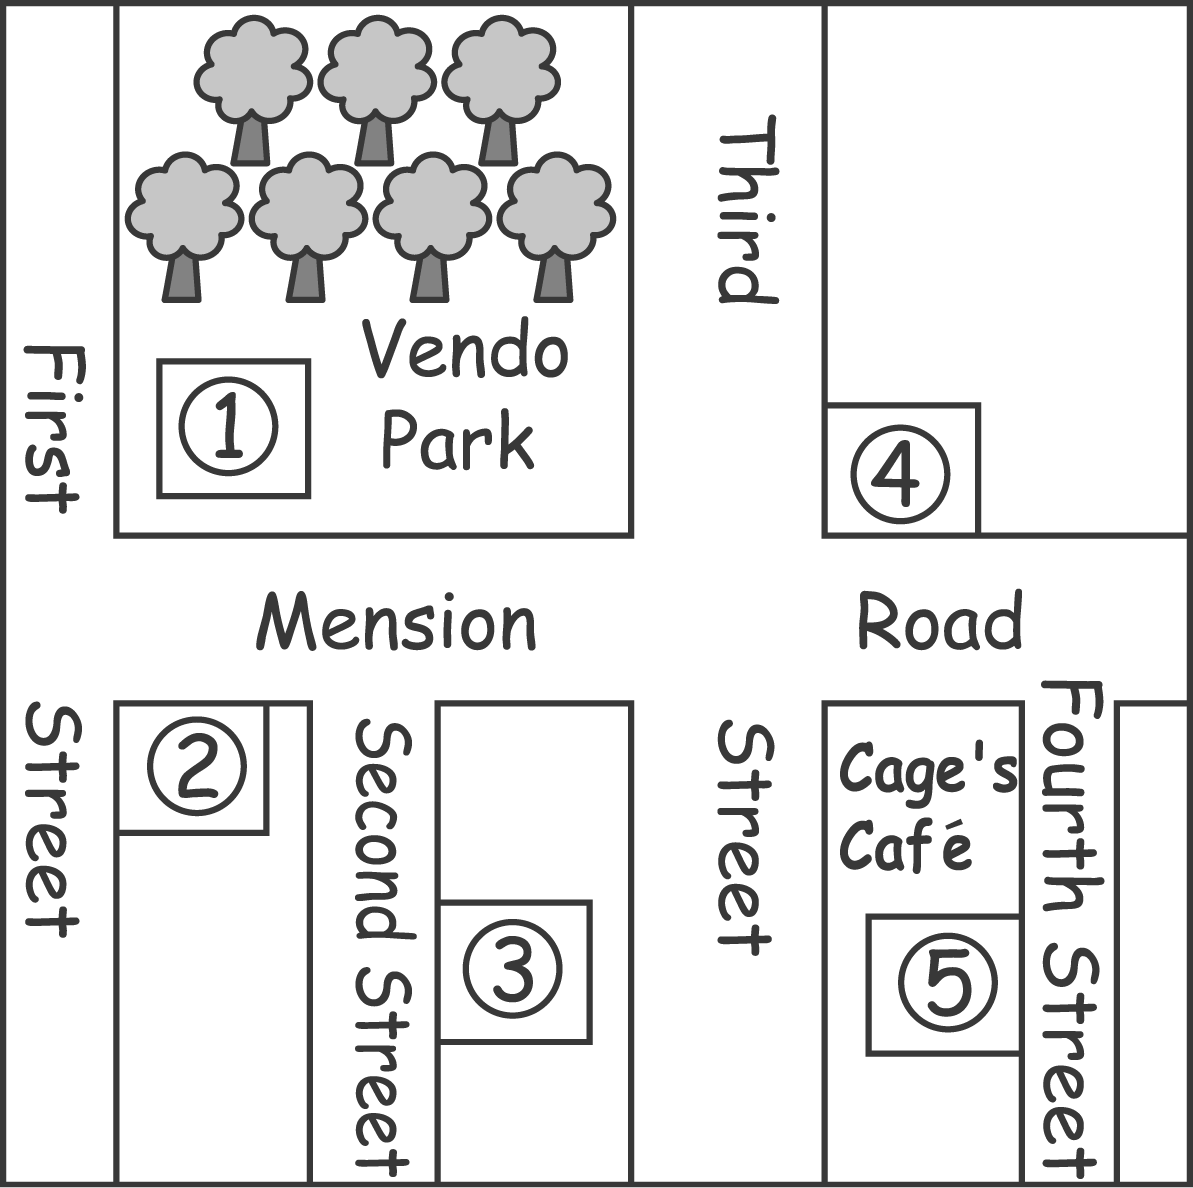 First
Street
Vendo
Park
1
Third
Street
4
Mension
Road
2
Second Street
3
Cage's
Café
5
Fourth Street